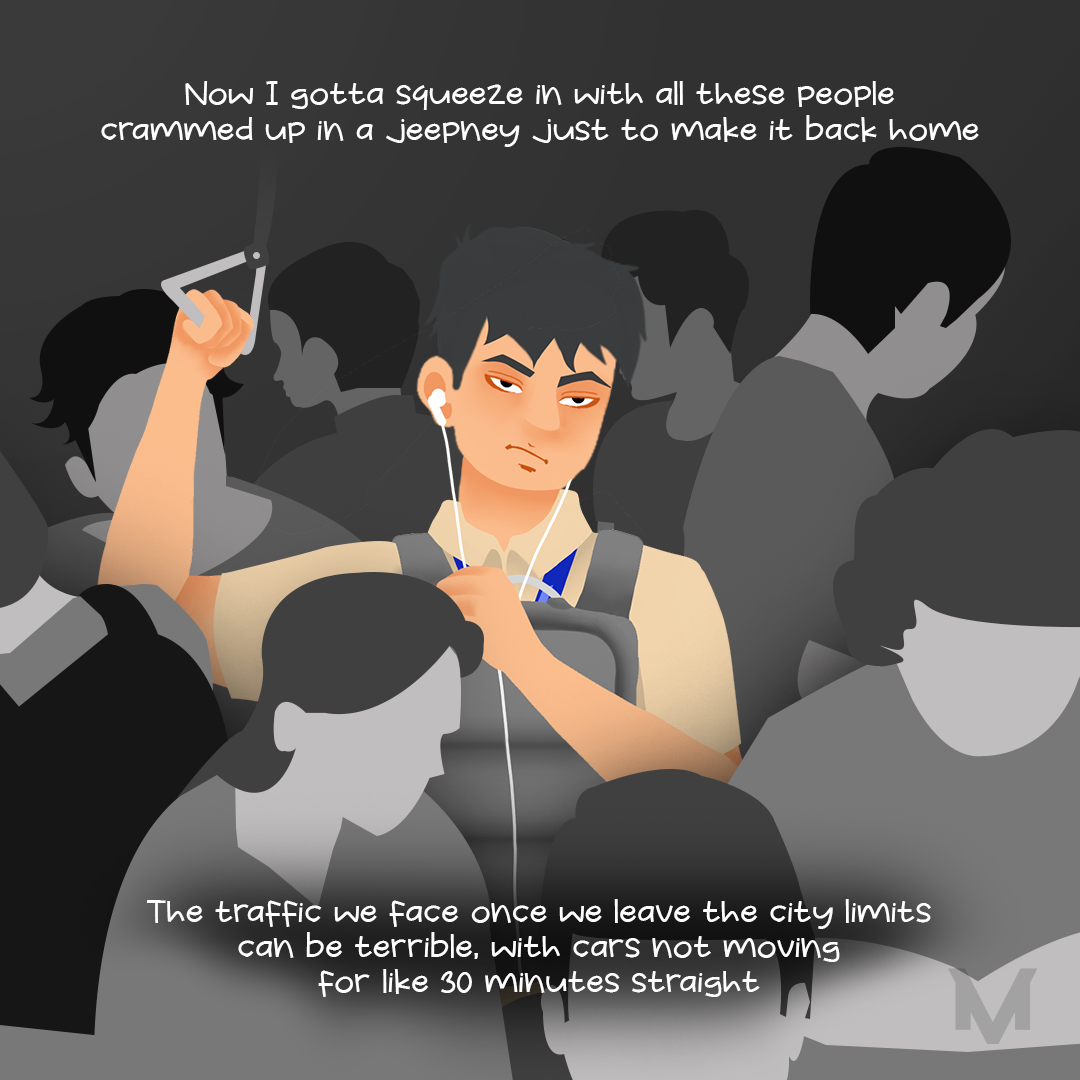 Now I gotta squeeze in with all these people
crammed up in a jeepney just to make it back home
The traffic we face once we leave the city limits
can be terrible, with cars not moving
for like 30 minutes straight
M